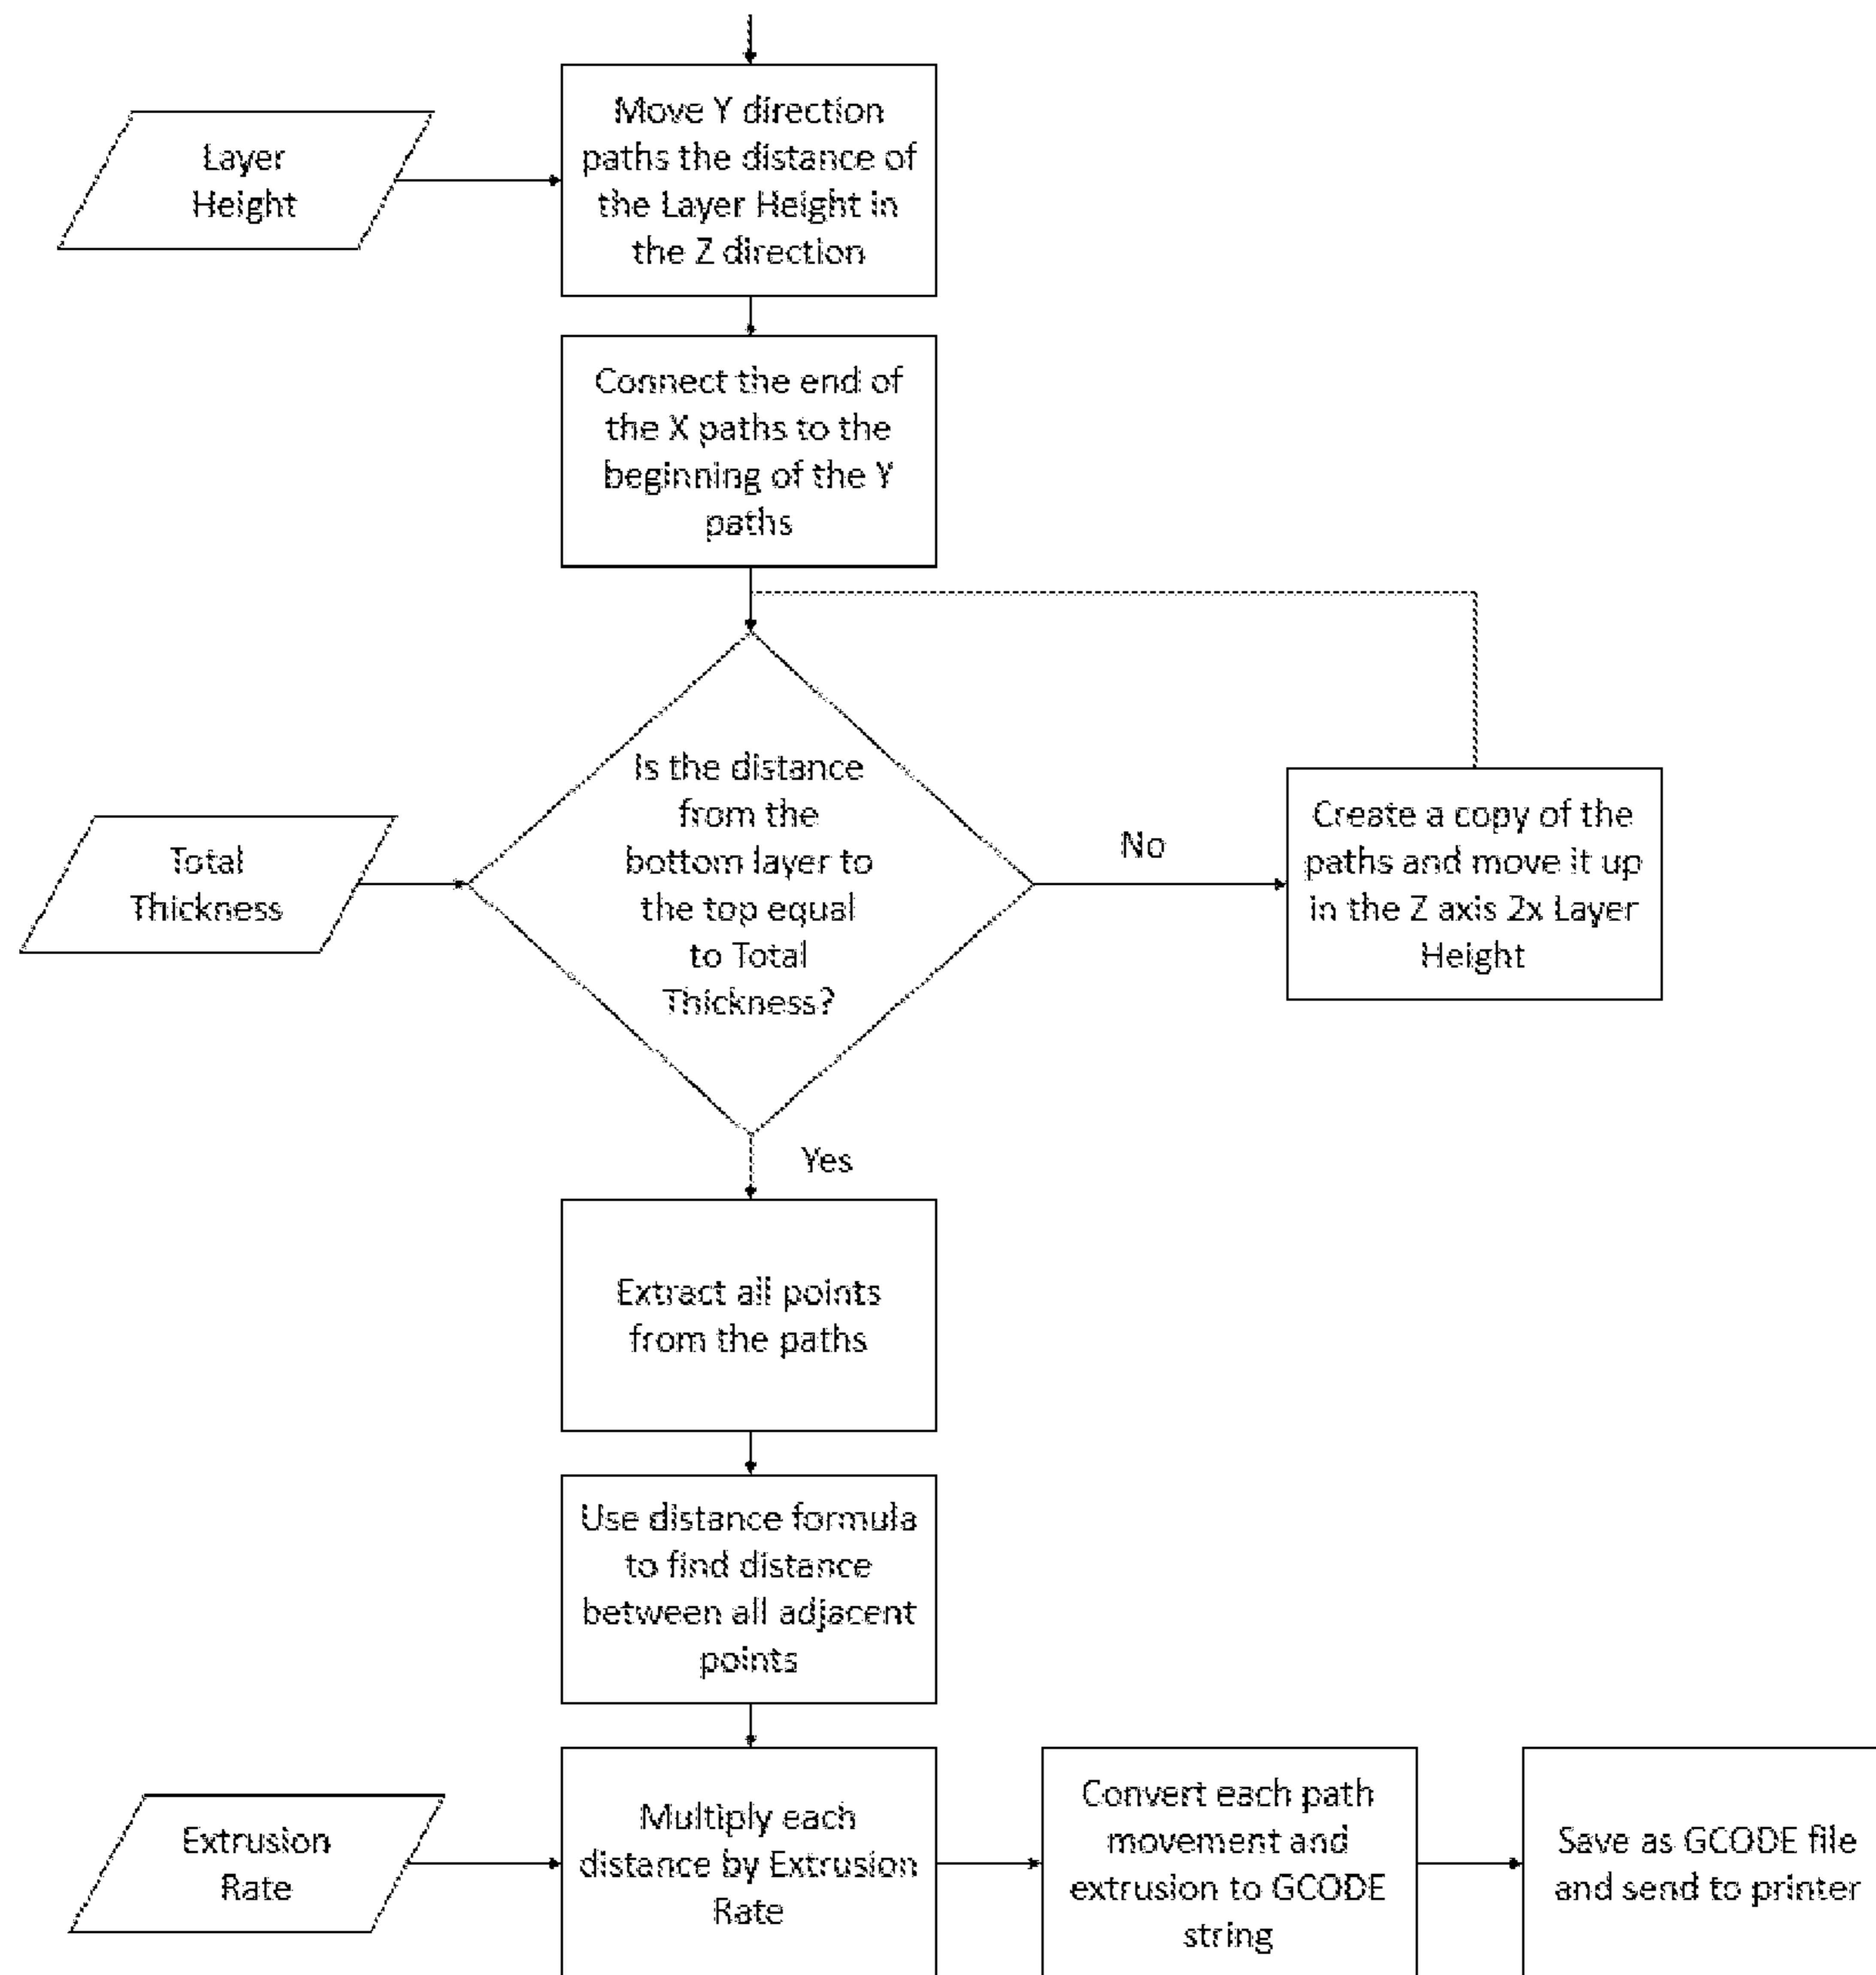 Move Y direction
paths the distance of
the Layer Height in
the Z direction
Layer
Height
Connect the end of
the X paths to the
beginning of the Y
paths
Is the distance
from the
bottom layer to
the top equal
to Total
Thickness?
Total
Thickness
No
Create a copy of the
paths and move it up
in the Z axis 2x Layer
Height
Yes
Extract all points
from the paths
Use distance formula
to find distance
between all adjacent
points
Extrusion
Rate
Multiply each
distance by Extrusion
Rate
Convert each path
movement and
extrusion to GCODE
string
Save as GCODE file
and send to printer